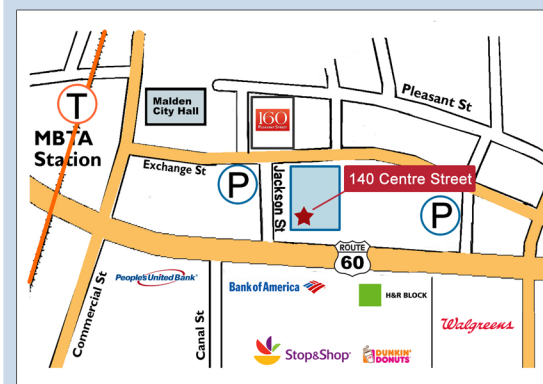 T
MBTA
Station
Malden
City Hall
160
PLEASANT STREET
Pleasant St
Exchange St
P
Jackson St
140 Centre Street
P
ROUTE
60
Commercial St
People's United Bank
Canal St
Bank of America
H&R BLOCK
Walgreens
Stop&Shop
DUNKIN'
DONUTS